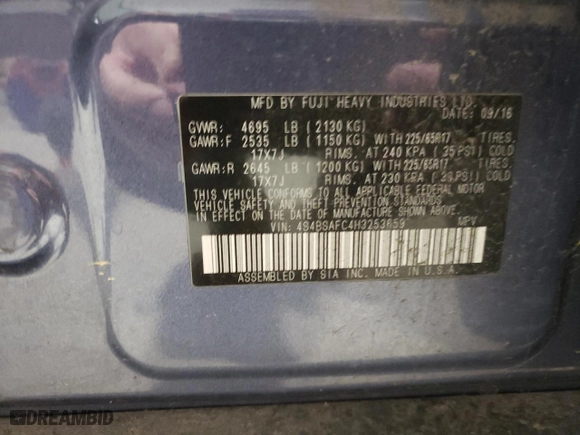 MFD BY FUJI HEAVY INDUSTRIES LTD.
DATE: 09/16
GVWR: 4695 LB (2130 KG)
GAWR:F 2535 LB (1150 KG) WITH 225/65R17 TIRES.
17X7J RIMS. AT 240 KPA (35 PSI) COLD
GAWR:R 2645 LB (1200 KG) WITH 225/65R17 TIRES.
17X7J RIMS. AT 230 KPA (33 PSI) COLD
THIS VEHICLE CONFORMS TO ALL APPLICABLE FEDERAL MOTOR
VEHICLE SAFETY AND THEFT PREVENTION STANDARDS
IN EFFECT ON THE DATE OF MANUFACTURE SHOWN ABOVE.
VIN: 4S4BSAFC4H3253659 MPV
ASSEMBLED BY SIA INC. MADE IN U.S.A.
DREAMBID